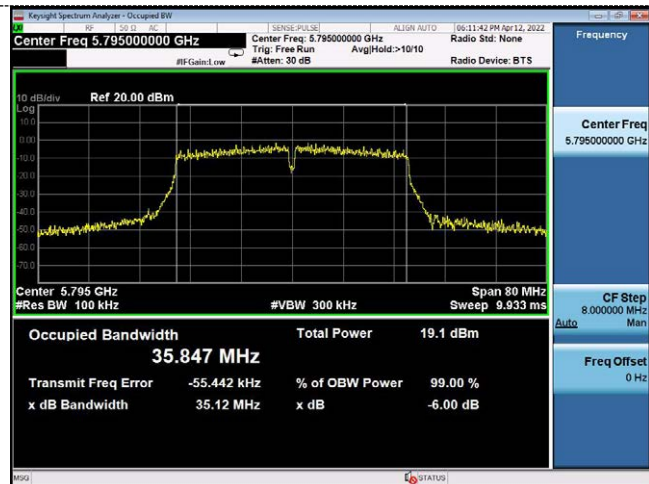 Keysight Spectrum Analyzer - Occupied BW
RF 50 Ω AC SENSE:PULSE ALIGN AUTO 06:11:42 PM Apr 12, 2022
Center Freq 5.795000000 GHz
Center Freq: 5.795000000 GHz Radio Std: None
Trig: Free Run Avg|Hold:>10/10
#IFGain:Low #Atten: 30 dB Radio Device: BTS
Frequency
10 dB/div Ref 20.00 dBm
Log
10.0
0.00
-10.0
-20.0
-30.0
-40.0
-50.0
-60.0
-70.0
Center 5.795 GHz Span 80 MHz
#Res BW 100 kHz #VBW 300 kHz Sweep 9.933 ms
Occupied Bandwidth Total Power 19.1 dBm
35.847 MHz
Transmit Freq Error -55.442 kHz % of OBW Power 99.00 %
x dB Bandwidth 35.12 MHz x dB -6.00 dB
Center Freq
5.795000000 GHz
CF Step
8.000000 MHz
Auto Man
Freq Offset
0 Hz
MSG STATUS